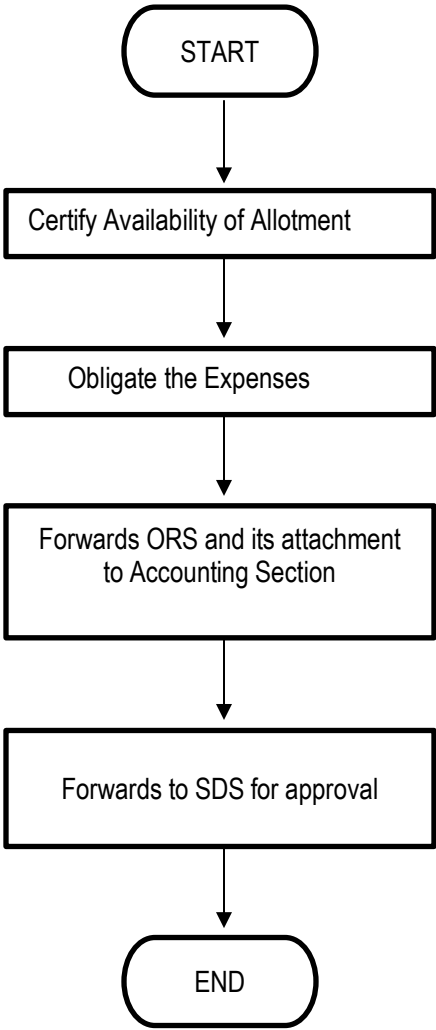 START
Certify Availability of Allotment
Obligate the Expenses
Forwards ORS and its attachment
to Accounting Section
Forwards to SDS for approval
END